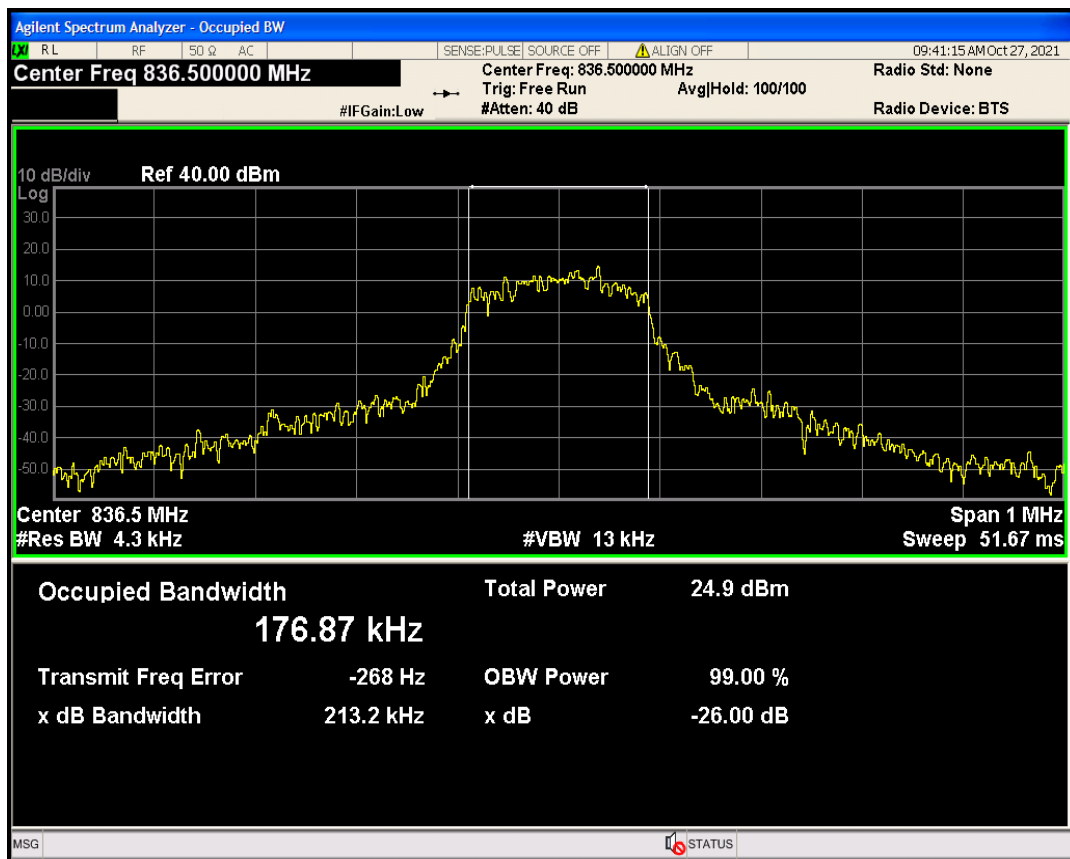 Agilent Spectrum Analyzer - Occupied BW
LXI RL RF 50 Ω AC SENSE:PULSE SOURCE OFF ALIGN OFF 09:41:15 AM Oct 27, 2021
Center Freq 836.500000 MHz
Center Freq: 836.500000 MHz Radio Std: None
Trig: Free Run Avg|Hold: 100/100
#IFGain:Low #Atten: 40 dB Radio Device: BTS
10 dB/div Ref 40.00 dBm
Log
30.0
20.0
10.0
0.00
-10.0
-20.0
-30.0
-40.0
-50.0
Center 836.5 MHz Span 1 MHz
#Res BW 4.3 kHz #VBW 13 kHz Sweep 51.67 ms
Occupied Bandwidth Total Power 24.9 dBm
176.87 kHz
Transmit Freq Error -268 Hz OBW Power 99.00 %
x dB Bandwidth 213.2 kHz x dB -26.00 dB
MSG STATUS